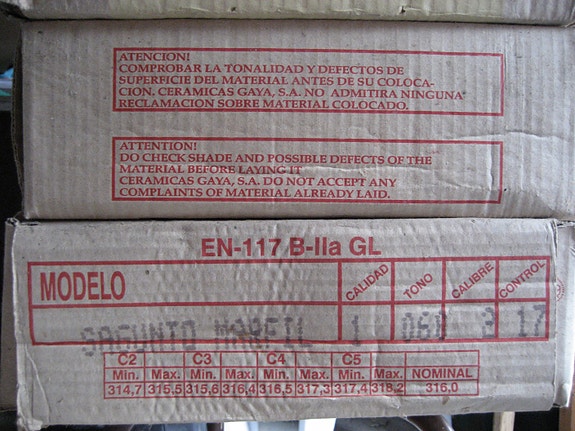 ATENCION!
COMPROBAR LA TONALIDAD Y DEFECTOS DE
SUPERFICIE DEL MATERIAL ANTES DE SU COLOCA-
CION. CERAMICAS GAYA, S.A. NO ADMITIRA NINGUNA
RECLAMACION SOBRE MATERIAL COLOCADO.
ATTENTION!
DO CHECK SHADE AND POSSIBLE DEFECTS OF THE
MATERIAL BEFORE LAYING IT
CERAMICAS GAYA, S.A. DO NOT ACCEPT ANY
COMPLAINTS OF MATERIAL ALREADY LAID.
EN-117 B-IIa GL
MODELO CALIDAD TONO CALIBRE CONTROL
SAGUNTO MARFIL 1 060 3 17
C2 C3 C4 C5
Min. Max. Min. Max. Min. Max. Min. Max. NOMINAL
314,7 315,5 315,6 316,4 316,5 317,3 317,4 318,2 316,0